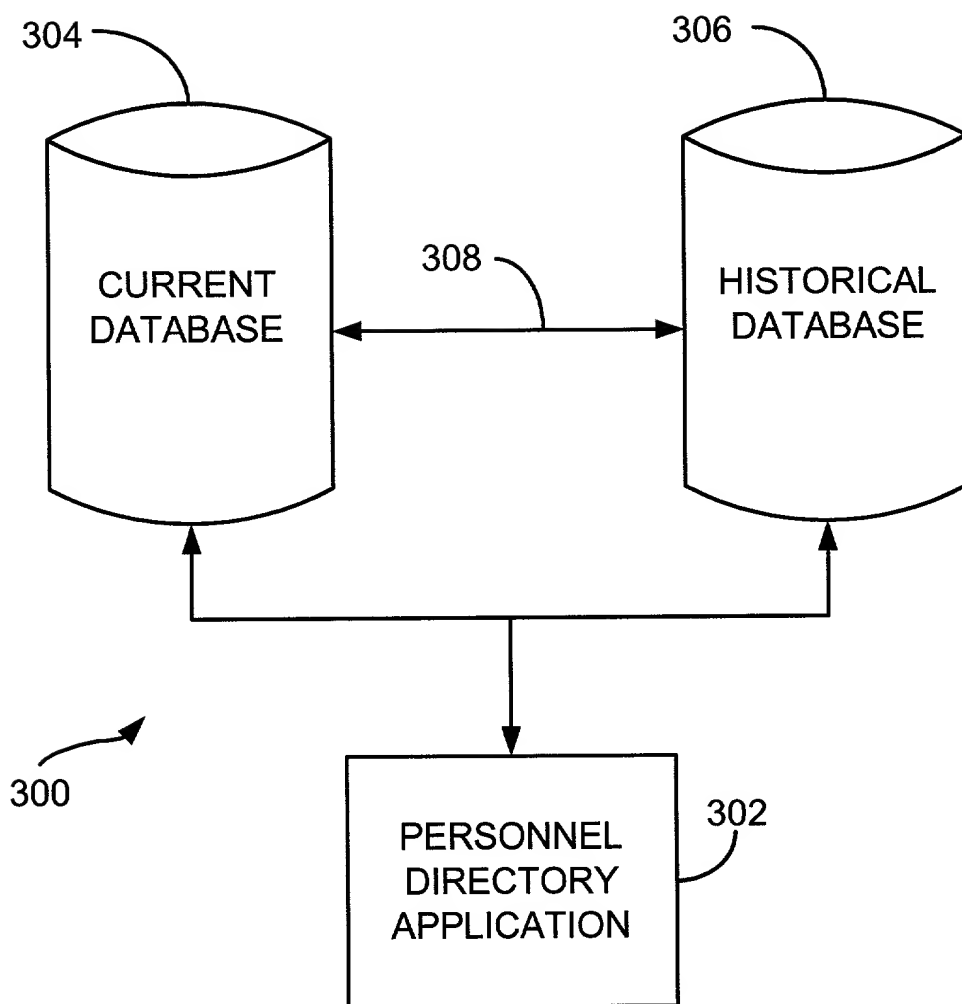 304
306
308
CURRENT
DATABASE
HISTORICAL
DATABASE
300
302
PERSONNEL
DIRECTORY
APPLICATION